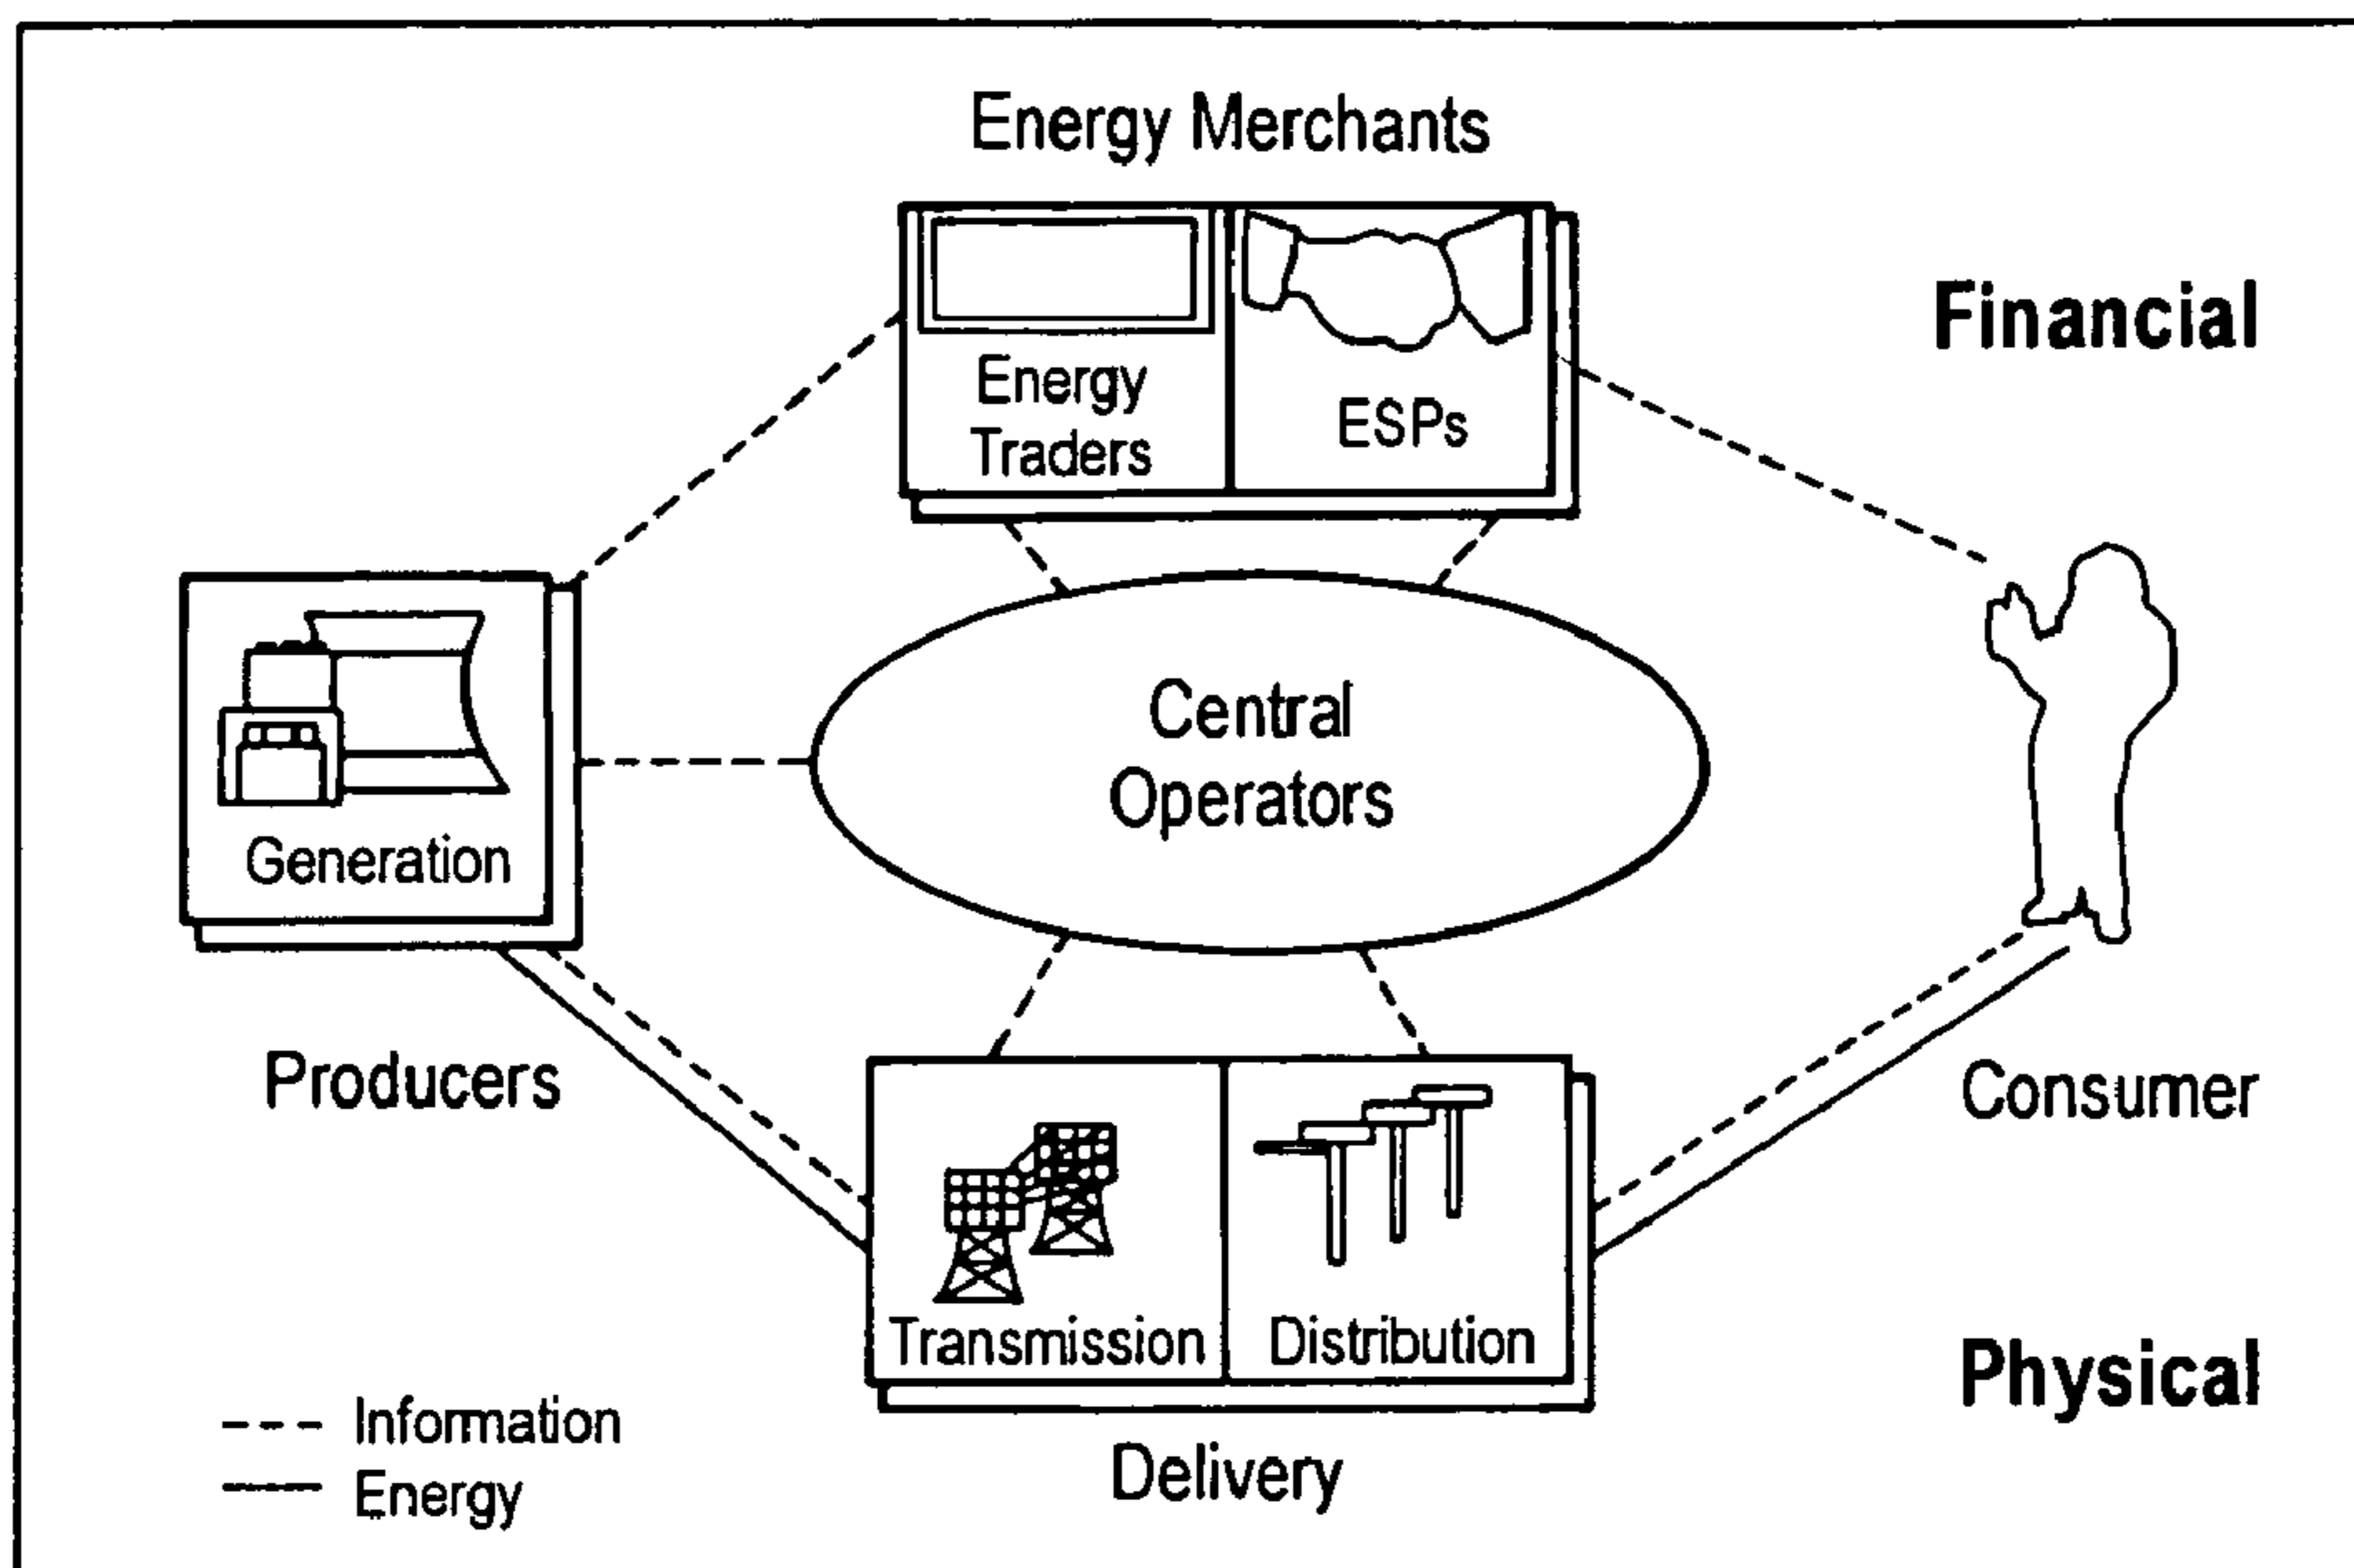 Energy Merchants
Energy
Traders
ESPs
Financial
Central
Operators
Generation
Producers
Consumer
Transmission
Distribution
Physical
Information
Energy
Delivery